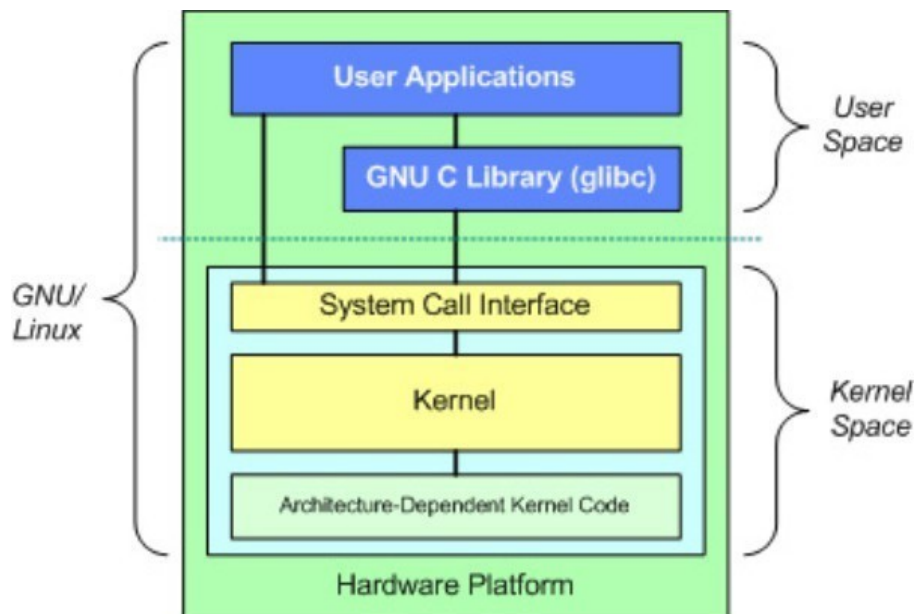 User Applications
GNU C Library (glibc)
User
Space
GNU/
Linux
System Call Interface
Kernel
Kernel
Space
Architecture-Dependent Kernel Code
Hardware Platform